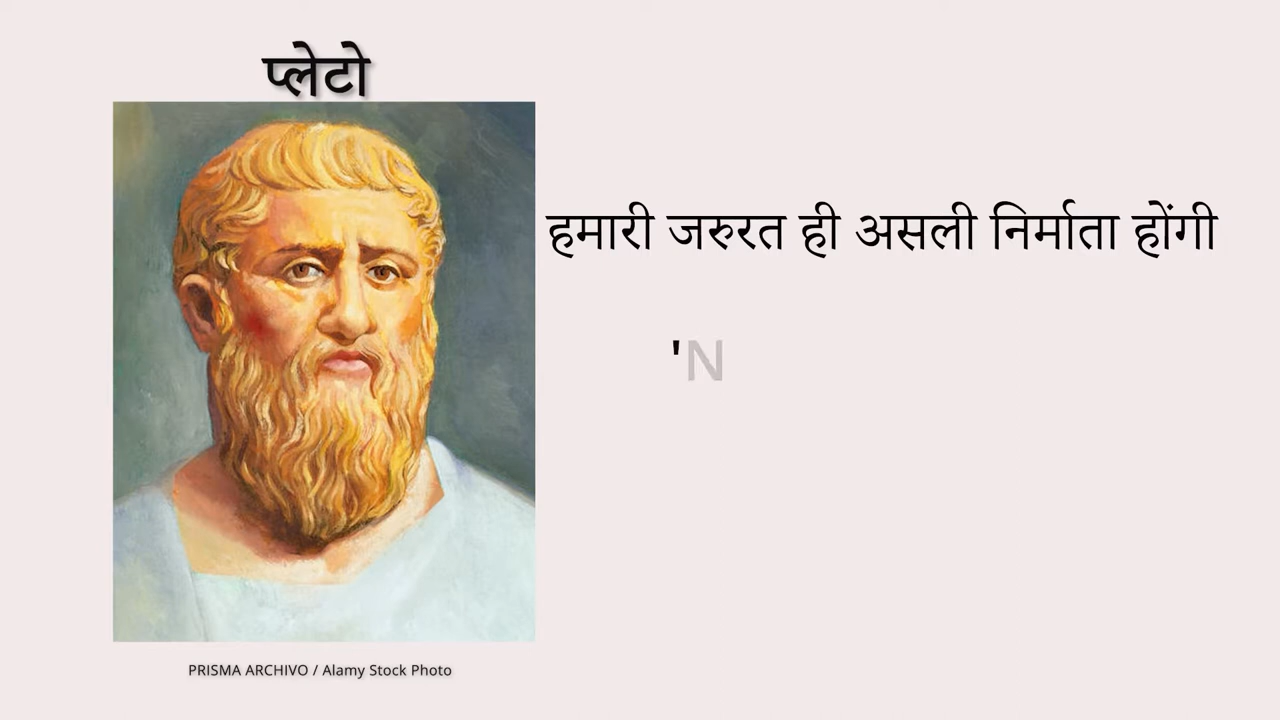 प्लेटो
हमारी जरुरत ही असली निर्माता होंगी
'N
PRISMA ARCHIVO / Alamy Stock Photo